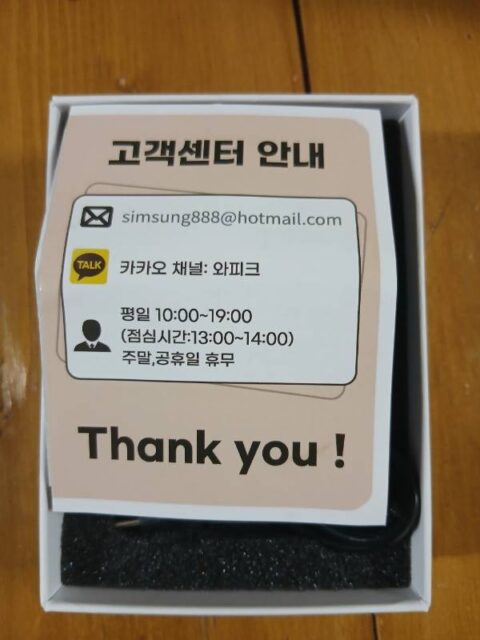 고객센터 안내
simsung888@hotmail.com
TALK
카카오 채널: 와피크
평일 10:00~19:00
(점심시간:13:00~14:00)
주말,공휴일 휴무
Thank you !